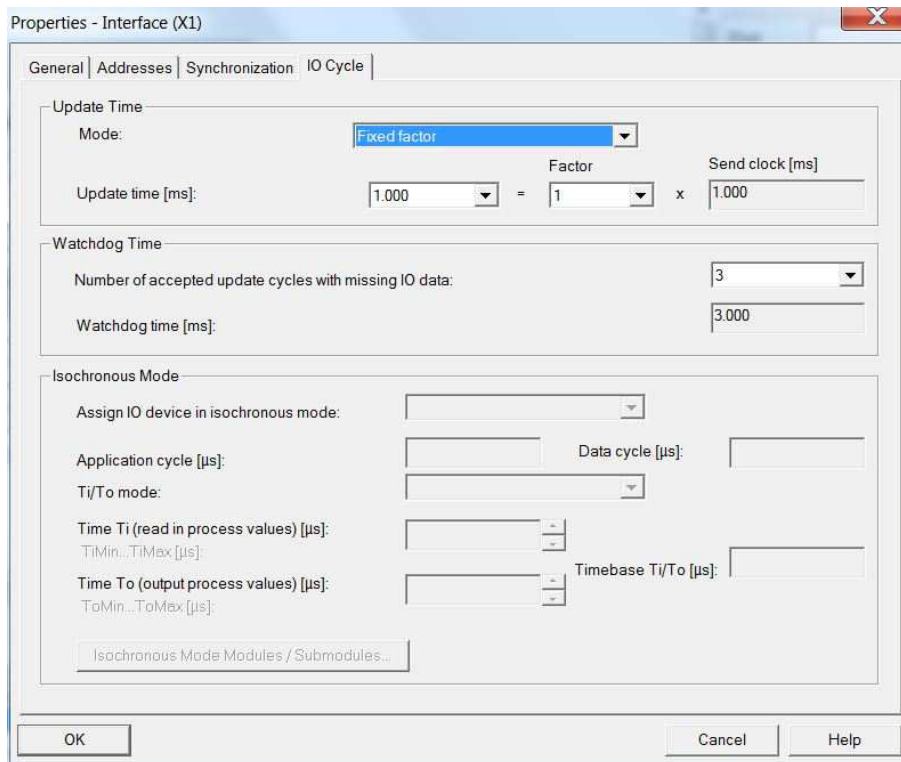 Properties - Interface (X1)
General Addresses Synchronization IO Cycle
Update Time
Mode: Fixed factor
Factor Send clock [ms]
Update time [ms]: 1.000 = 1 x 1.000
Watchdog Time
Number of accepted update cycles with missing IO data: 3
Watchdog time [ms]: 3.000
Isochronous Mode
Assign IO device in isochronous mode:
Application cycle [µs]: Data cycle [µs]:
Ti/To mode:
Time Ti (read in process values) [µs]:
TiMin...TiMax [µs]:
Timebase Ti/To [µs]:
Time To (output process values) [µs]:
ToMin...ToMax [µs]:
Isochronous Mode Modules / Submodules...
OK Cancel Help